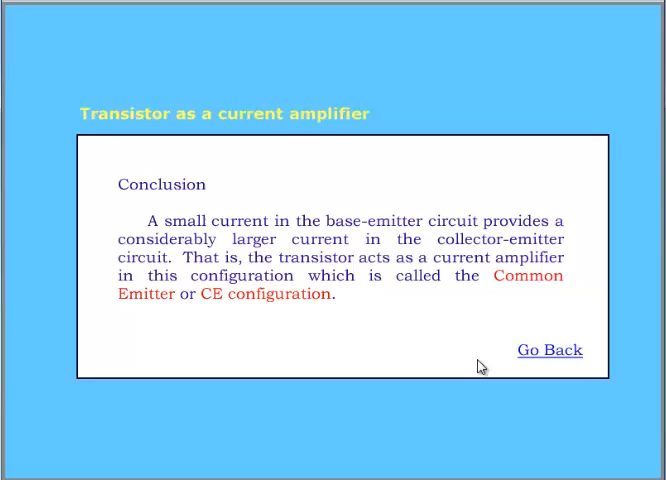 Transistor as a current amplifier
Conclusion
A small current in the base-emitter circuit provides a
considerably larger current in the collector-emitter
circuit. That is, the transistor acts as a current amplifier
in this configuration which is called the Common
Emitter or CE configuration.
Go Back